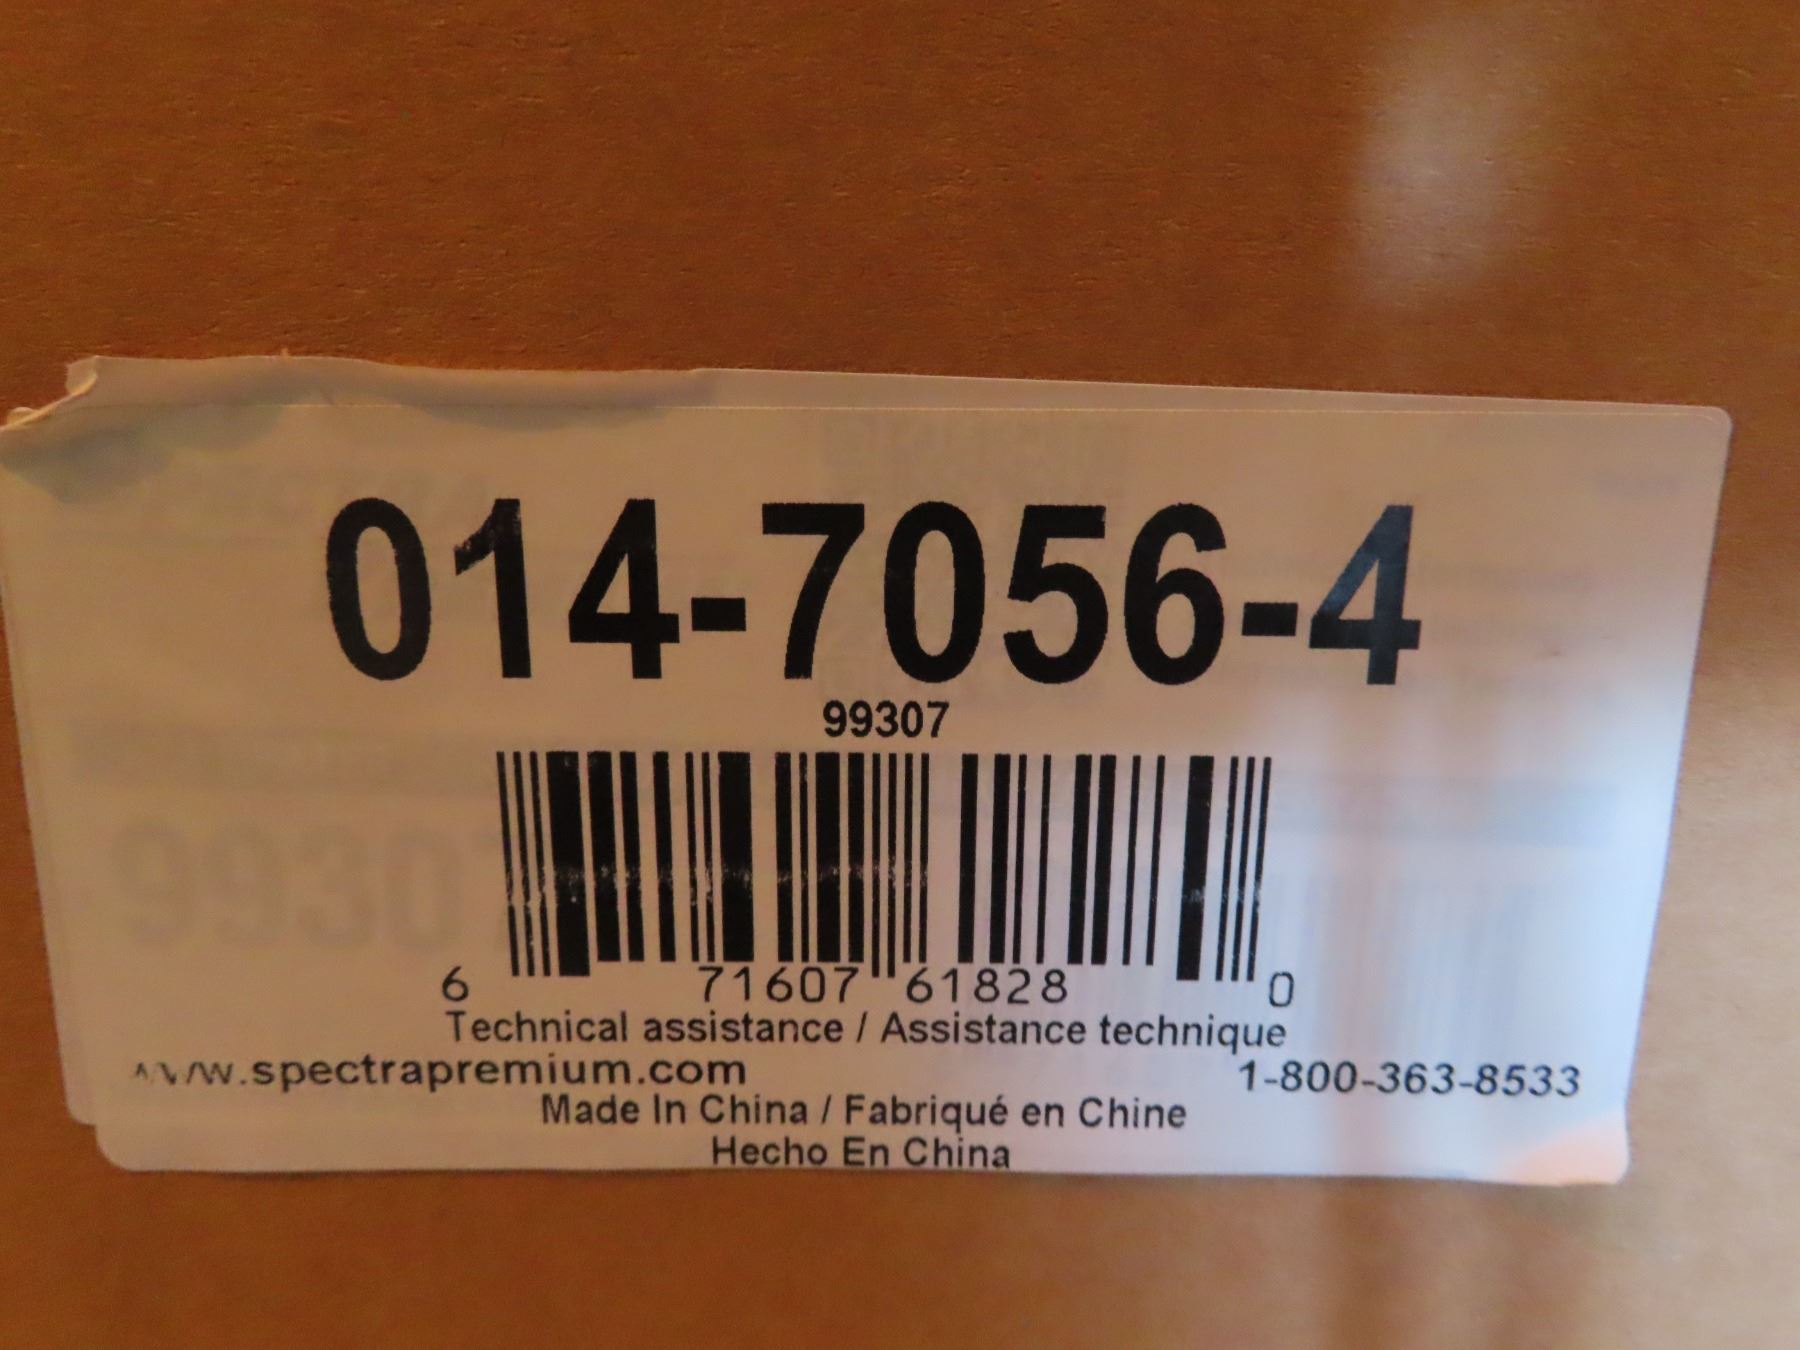 014-7056-4
99307
6 71607 61828 0
Technical assistance / Assistance technique
www.spectrapremium.com 1-800-363-8533
Made In China / Fabriqué en Chine
Hecho En China
99307